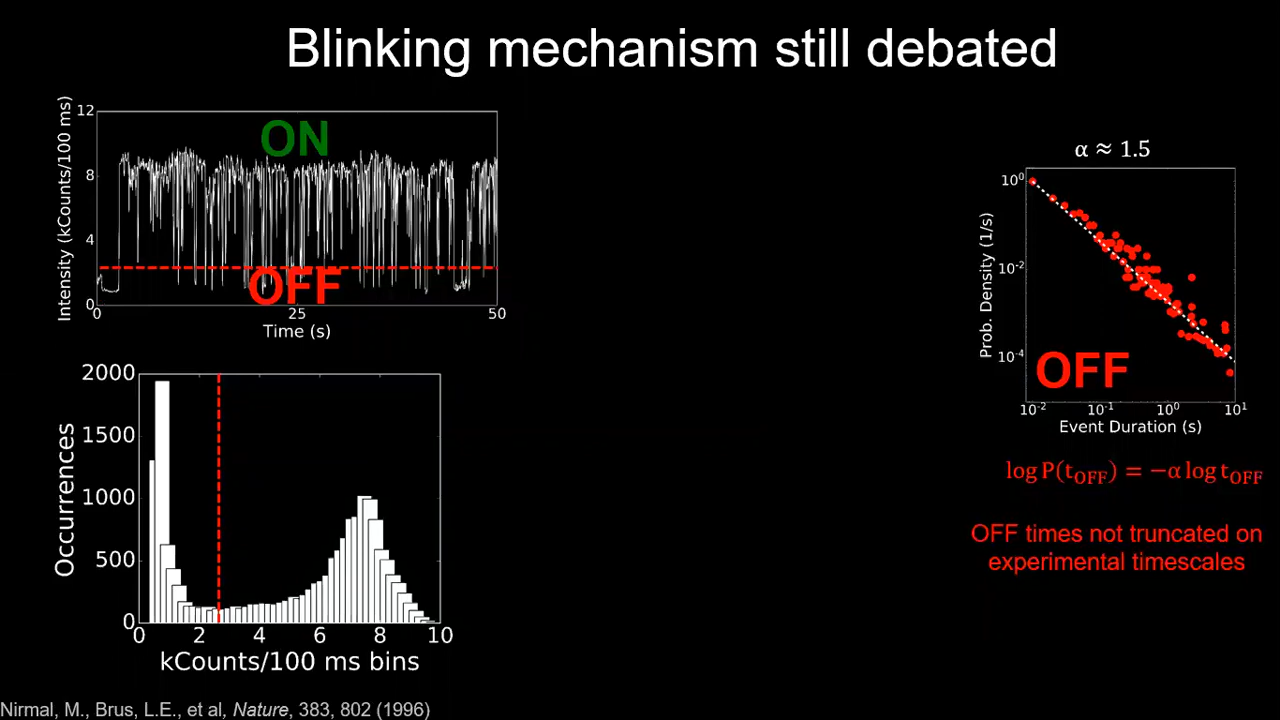 Blinking mechanism still debated
Intensity (kCounts/100 ms)
12
8
4
0
ON
OFF
0
25
50
Time (s)
Occurrences
2000
1500
1000
500
0
0
2
4
6
8
10
kCounts/100 ms bins
α ≈ 1.5
Prob. Density (1/s)
10⁰
10⁻²
10⁻⁴
OFF
10⁻²
10⁻¹
10⁰
10¹
Event Duration (s)
log P(t_OFF) = −α log t_OFF
OFF times not truncated on
experimental timescales
Nirmal, M., Brus, L.E., et al, Nature, 383, 802 (1996)